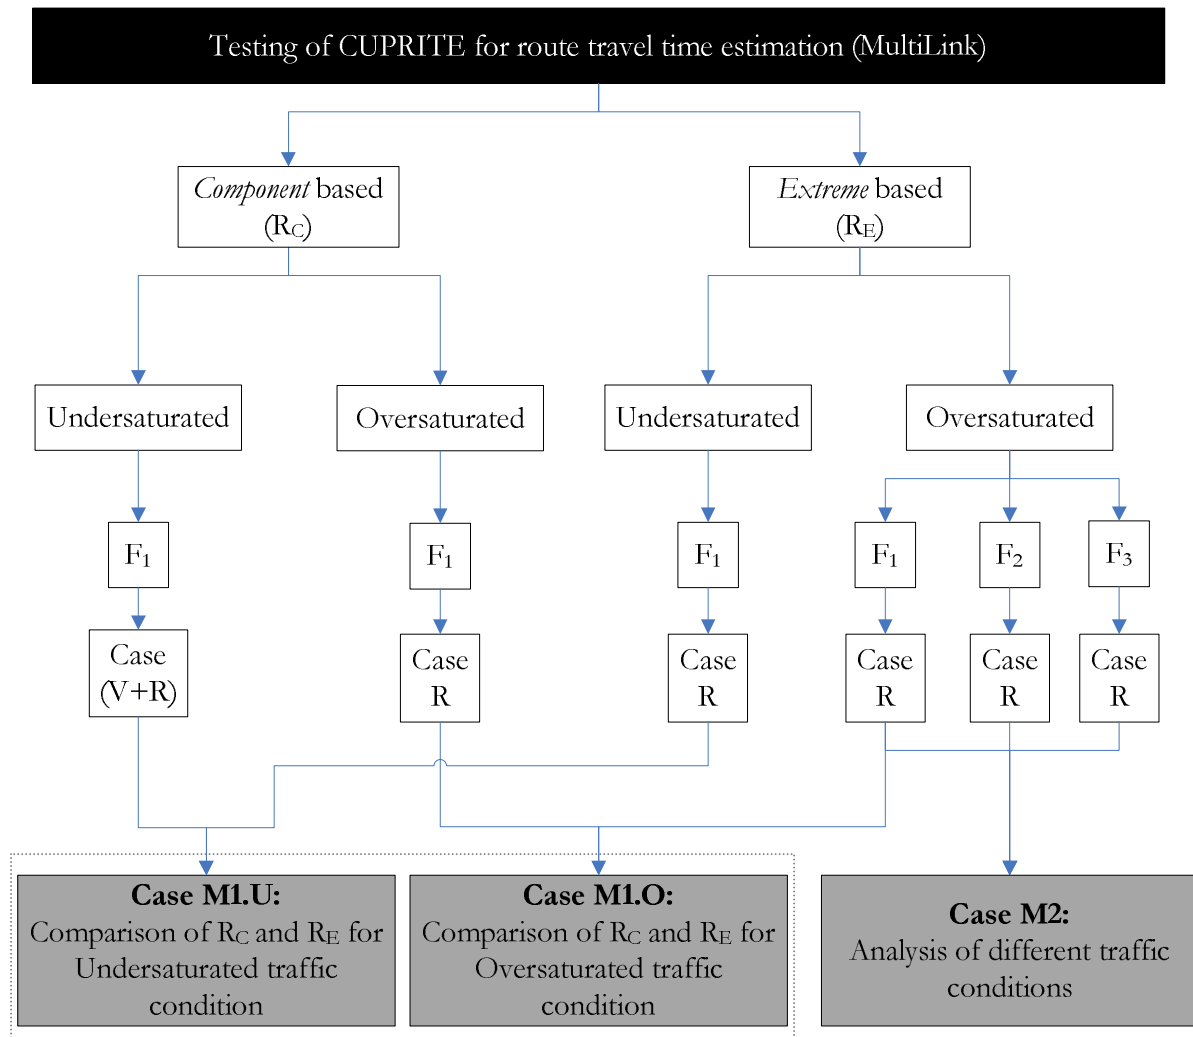 Testing of CUPRITE for route travel time estimation (MultiLink)
Component based
(RC)
Extreme based
(RE)
Undersaturated
Oversaturated
Undersaturated
Oversaturated
F1
F1
F1
F1
F2
F3
Case
(V+R)
Case
R
Case
R
Case
R
Case
R
Case
R
Case M1.U:
Comparison of RC and RE for
Undersaturated traffic
condition
Case M1.O:
Comparison of RC and RE for
Oversaturated traffic
condition
Case M2:
Analysis of different traffic
conditions